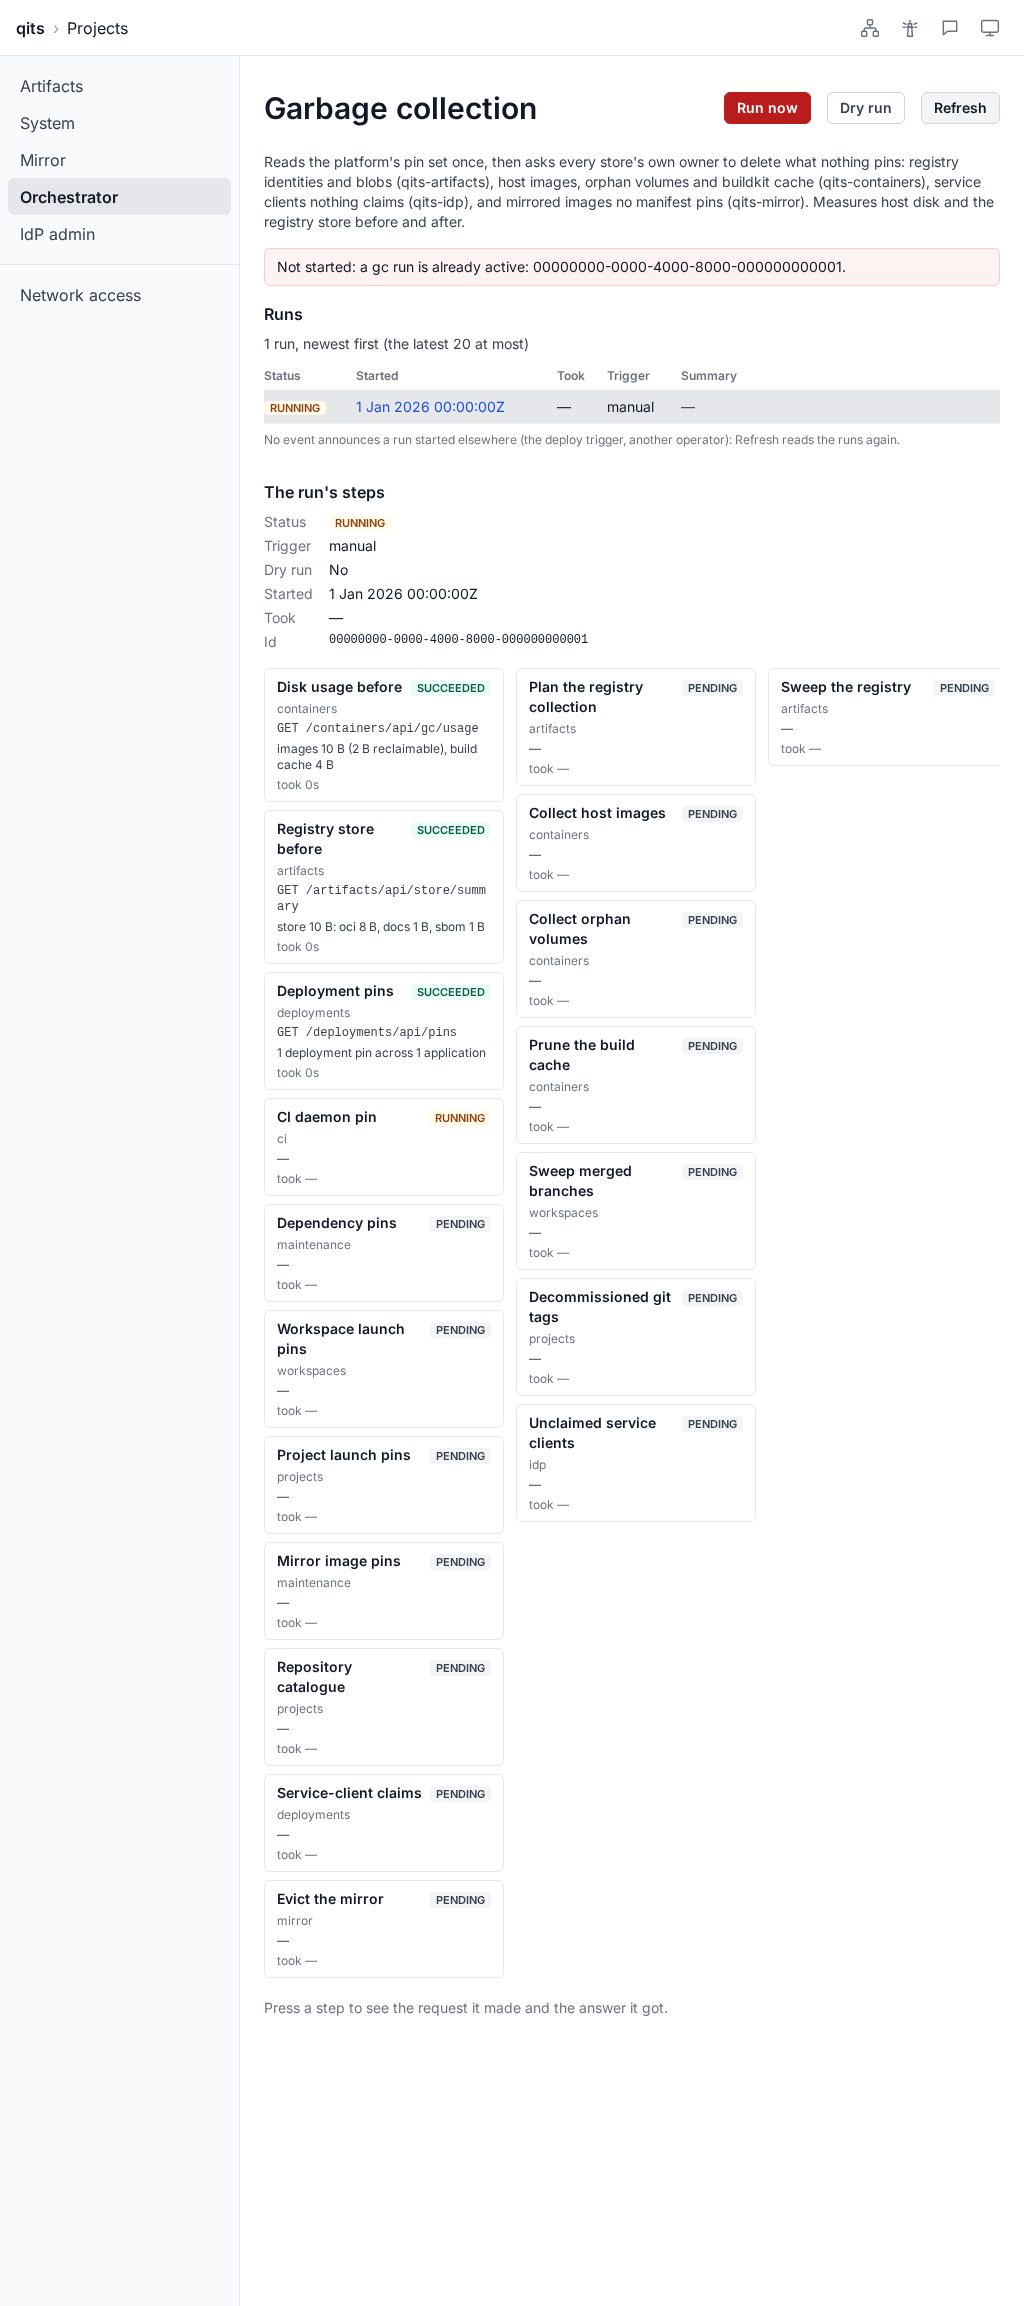 qits › Projects
Artifacts
System
Mirror
Orchestrator
IdP admin
Network access
Garbage collection
Run now
Dry run
Refresh
Reads the platform's pin set once, then asks every store's own owner to delete what nothing pins: registry
identities and blobs (qits-artifacts), host images, orphan volumes and buildkit cache (qits-containers), service
clients nothing claims (qits-idp), and mirrored images no manifest pins (qits-mirror). Measures host disk and the
registry store before and after.
Not started: a gc run is already active: 00000000-0000-4000-8000-000000000001.
Runs
1 run, newest first (the latest 20 at most)
Status Started Took Trigger Summary
RUNNING 1 Jan 2026 00:00:00Z — manual —
No event announces a run started elsewhere (the deploy trigger, another operator): Refresh reads the runs again.
The run's steps
Status RUNNING
Trigger manual
Dry run No
Started 1 Jan 2026 00:00:00Z
Took —
Id 00000000-0000-4000-8000-000000000001
Disk usage before SUCCEEDED
containers
GET /containers/api/gc/usage
images 10 B (2 B reclaimable), build
cache 4 B
took 0s
Registry store SUCCEEDED
before
artifacts
GET /artifacts/api/store/summ
ary
store 10 B: oci 8 B, docs 1 B, sbom 1 B
took 0s
Deployment pins SUCCEEDED
deployments
GET /deployments/api/pins
1 deployment pin across 1 application
took 0s
CI daemon pin RUNNING
ci
—
took —
Dependency pins PENDING
maintenance
—
took —
Workspace launch PENDING
pins
workspaces
—
took —
Project launch pins PENDING
projects
—
took —
Mirror image pins PENDING
maintenance
—
took —
Repository PENDING
catalogue
projects
—
took —
Service-client claims PENDING
deployments
—
took —
Evict the mirror PENDING
mirror
—
took —
Plan the registry PENDING
collection
artifacts
—
took —
Collect host images PENDING
containers
—
took —
Collect orphan PENDING
volumes
containers
—
took —
Prune the build PENDING
cache
containers
—
took —
Sweep merged PENDING
branches
workspaces
—
took —
Decommissioned git PENDING
tags
projects
—
took —
Unclaimed service PENDING
clients
idp
—
took —
Sweep the registry PENDING
artifacts
—
took —
Press a step to see the request it made and the answer it got.